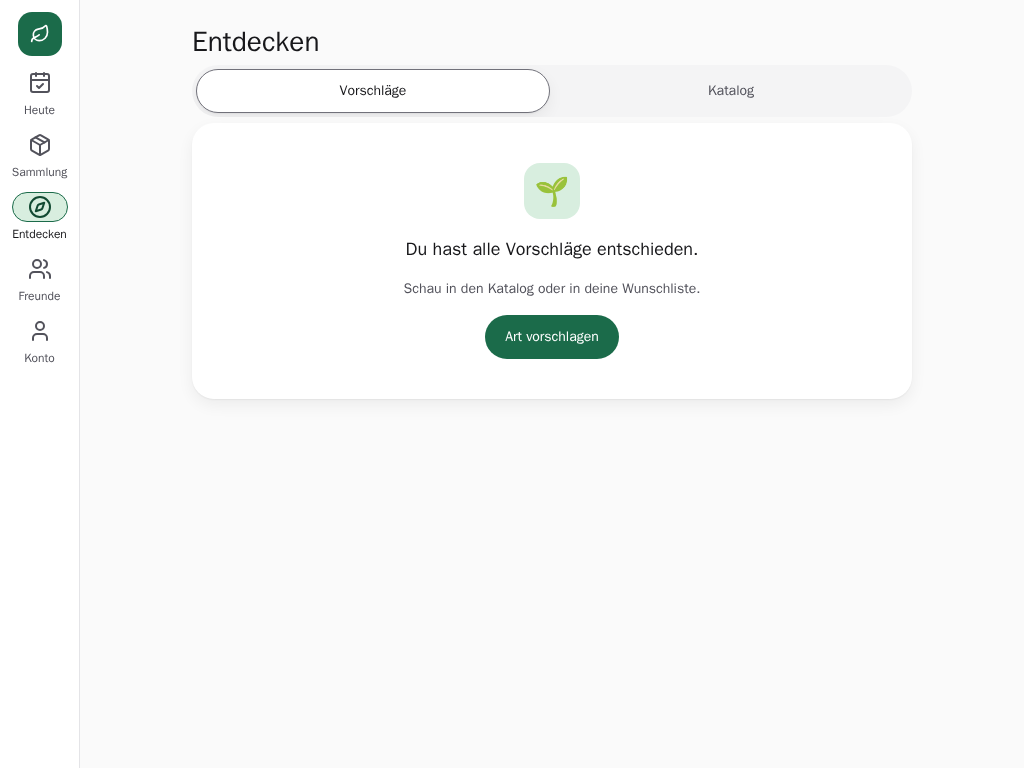 Entdecken
Vorschläge
Katalog
Heute
Sammlung
Entdecken
Freunde
Konto
Du hast alle Vorschläge entschieden.
Schau in den Katalog oder in deine Wunschliste.
Art vorschlagen